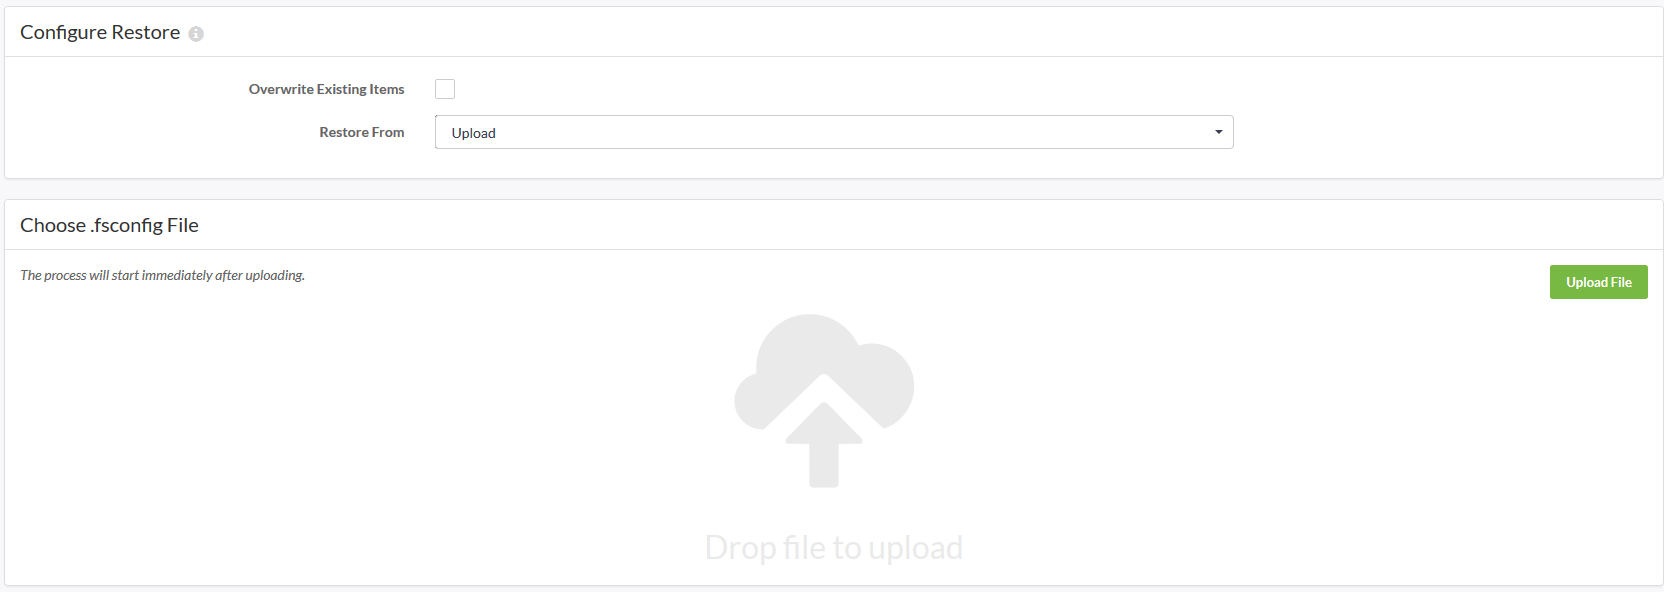 Configure Restore
Overwrite Existing Items
Restore From
Upload
Choose .fsconfig File
The process will start immediately after uploading.
Upload File
Drop file to upload